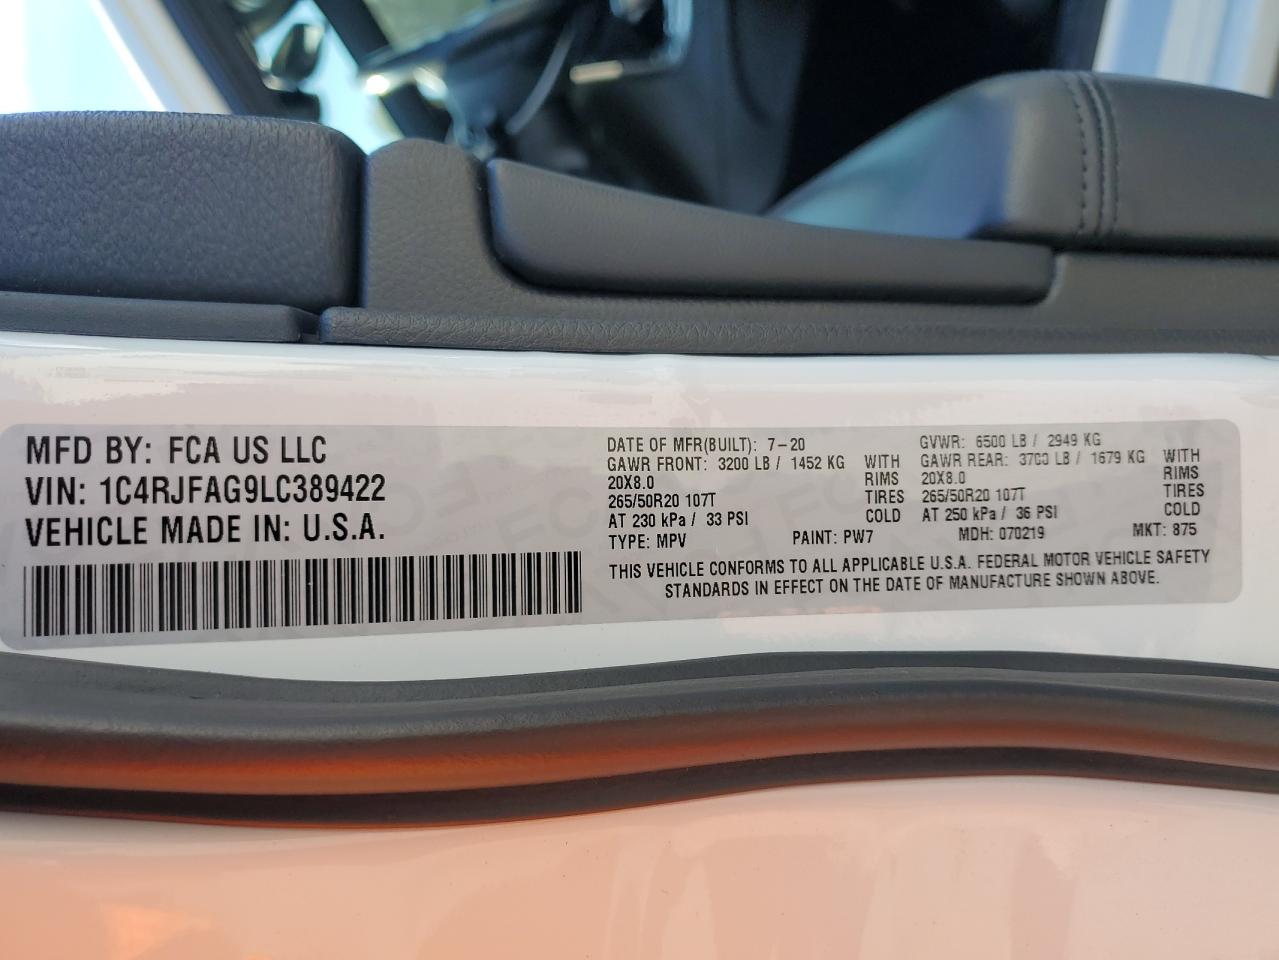 MFD BY: FCA US LLC
VIN: 1C4RJFAG9LC389422
VEHICLE MADE IN: U.S.A.
DATE OF MFR(BUILT): 7-20
GAWR FRONT: 3200 LB / 1452 KG WITH
20X8.0 RIMS
265/50R20 107T TIRES
AT 230 kPa / 33 PSI COLD
TYPE: MPV PAINT: PW7
GVWR: 6500 LB / 2949 KG
GAWR REAR: 3700 LB / 1679 KG WITH
20X8.0 RIMS
265/50R20 107T TIRES
AT 250 kPa / 36 PSI COLD
MDH: 070219 MKT: 875
THIS VEHICLE CONFORMS TO ALL APPLICABLE U.S.A. FEDERAL MOTOR VEHICLE SAFETY
STANDARDS IN EFFECT ON THE DATE OF MANUFACTURE SHOWN ABOVE.